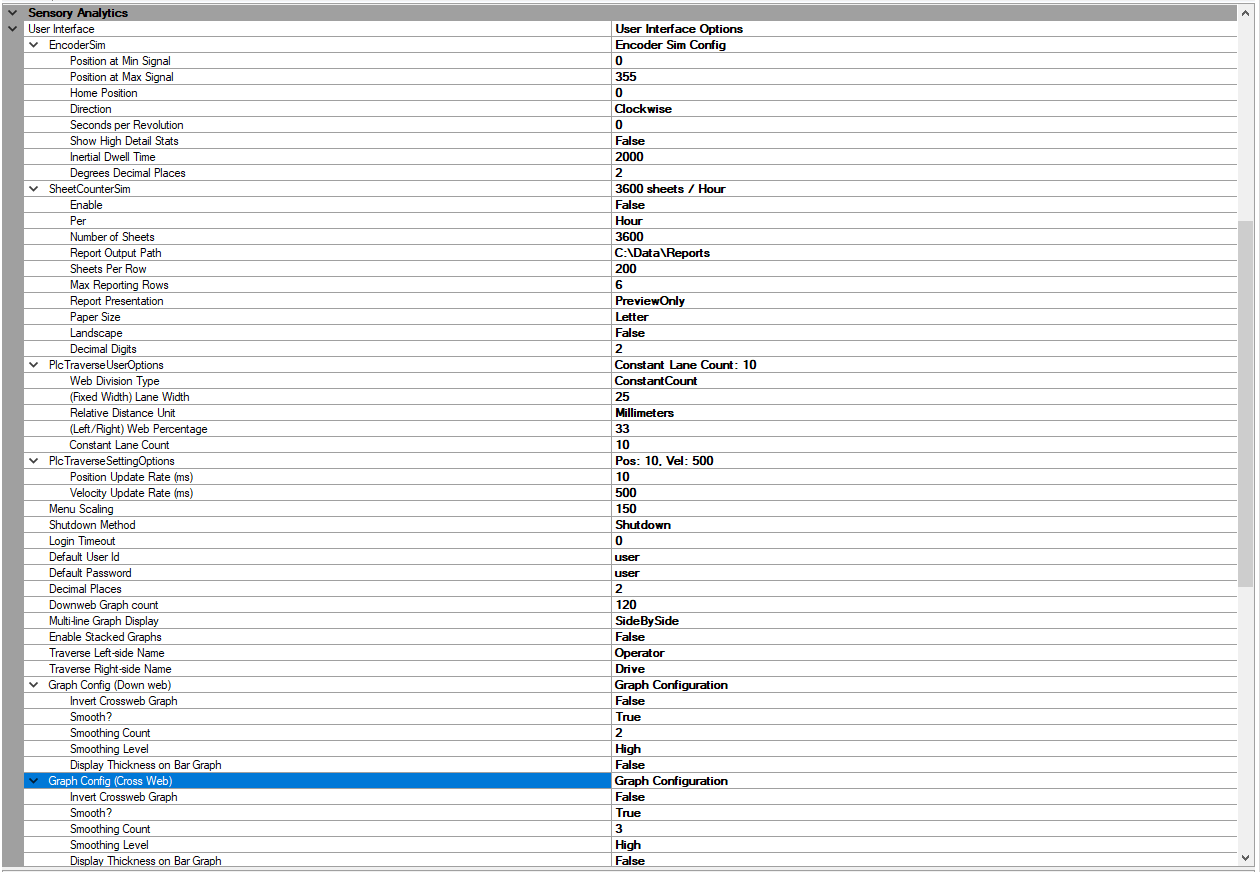 Sensory Analytics
User Interface User Interface Options
EncoderSim Encoder Sim Config
Position at Min Signal 0
Position at Max Signal 355
Home Position 0
Direction Clockwise
Seconds per Revolution 0
Show High Detail Stats False
Inertial Dwell Time 2000
Degrees Decimal Places 2
SheetCounterSim 3600 sheets / Hour
Enable False
Per Hour
Number of Sheets 3600
Report Output Path C:\Data\Reports
Sheets Per Row 200
Max Reporting Rows 6
Report Presentation PreviewOnly
Paper Size Letter
Landscape False
Decimal Digits 2
PlcTraverseUserOptions Constant Lane Count: 10
Web Division Type ConstantCount
(Fixed Width) Lane Width 25
Relative Distance Unit Millimeters
(Left/Right) Web Percentage 33
Constant Lane Count 10
PlcTraverseSettingOptions Pos: 10, Vel: 500
Position Update Rate (ms) 10
Velocity Update Rate (ms) 500
Menu Scaling 150
Shutdown Method Shutdown
Login Timeout 0
Default User Id user
Default Password user
Decimal Places 2
Downweb Graph count 120
Multi-line Graph Display SideBySide
Enable Stacked Graphs False
Traverse Left-side Name Operator
Traverse Right-side Name Drive
Graph Config (Down web) Graph Configuration
Invert Crossweb Graph False
Smooth? True
Smoothing Count 2
Smoothing Level High
Display Thickness on Bar Graph False
Graph Config (Cross Web) Graph Configuration
Invert Crossweb Graph False
Smooth? True
Smoothing Count 3
Smoothing Level High
Display Thickness on Bar Graph False